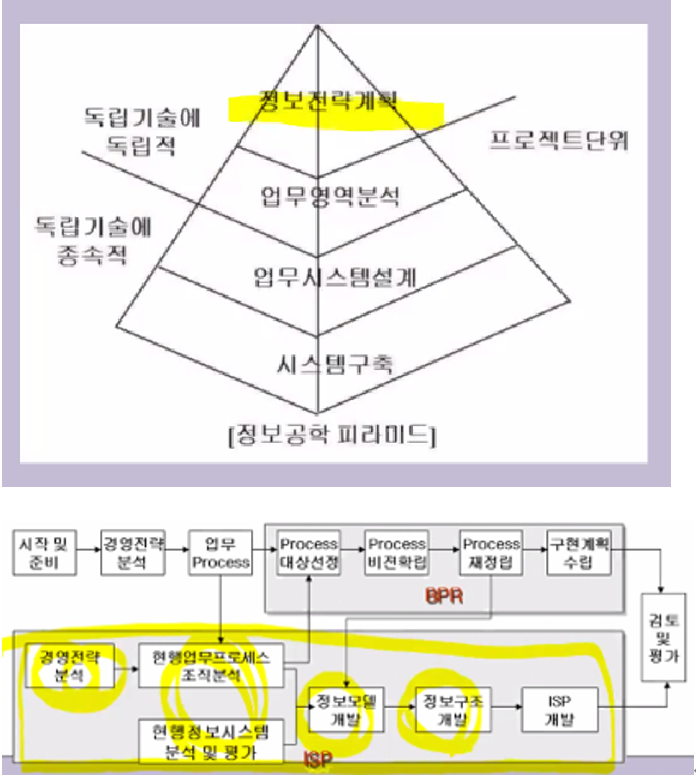 정보전략계획
독립기술에
독립적
프로젝트단위
업무영역분석
독립기술에
종속적
업무시스템설계
시스템구축
[정보공학 피라미드]
시작 및
준비
경영전략
분석
업무
Process
Process
대상선정
Process
비젼확립
Process
재정립
구현계획
수립
BPR
검토
및
평가
경영전략
분석
현행업무프로세스
조직분석
정보모델
개발
정보구조
개발
ISP
개발
현행정보시스템
분석 및 평가
ISP